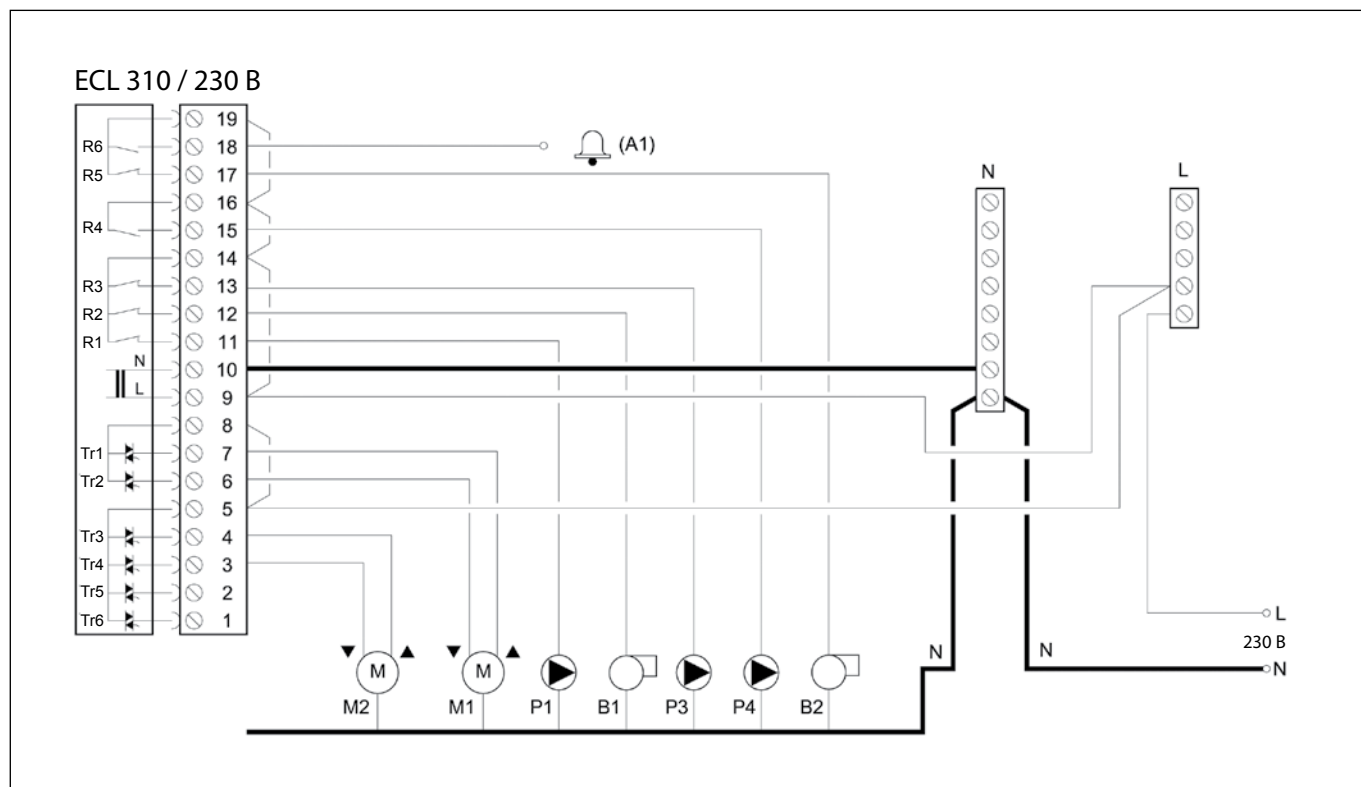 ECL 310 / 230 B
19
R6 18 (A1)
R5 17 N L
16
R4 15
14
R3 13
R2 12
R1 11
N 10
L 9
8
Tr1 7
Tr2 6
5
Tr3 4
Tr4 3
Tr5 2
Tr6 1
L
230 B
N N N
M M
M2 M1 P1 B1 P3 P4 B2